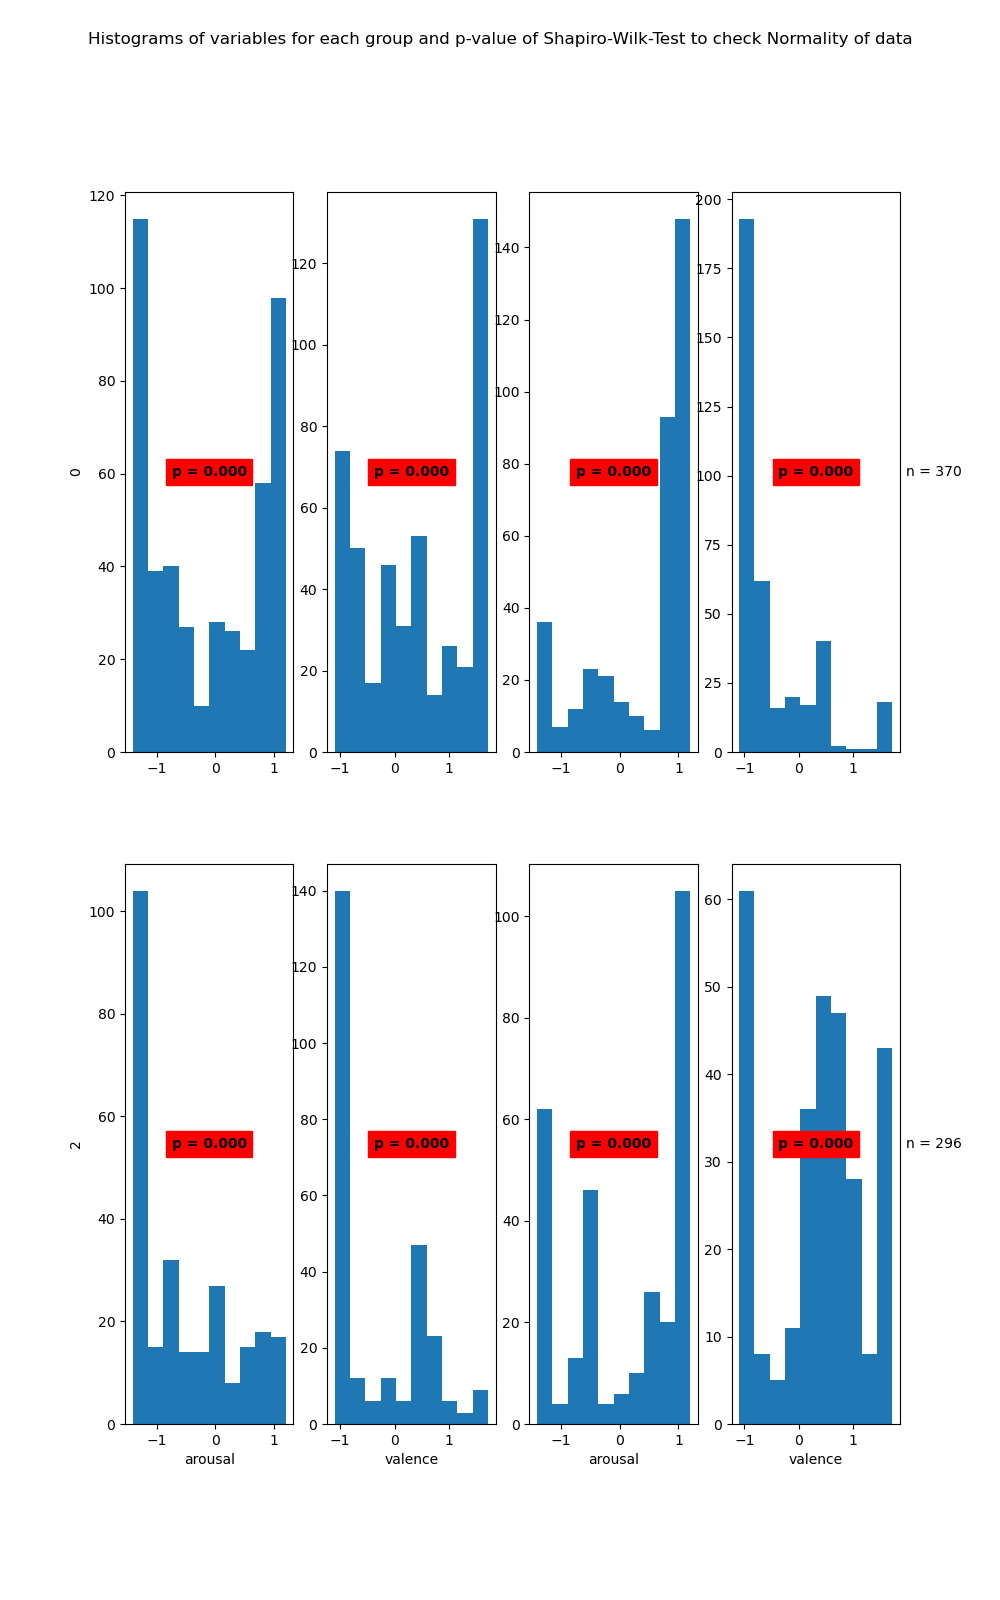 Histograms of variables for each group and p-value of Shapiro-Wilk-Test to check Normality of data
120
100
80
60
40
20
0
−1 0 1
0
p = 0.000
120
100
80
60
40
20
0
−1 0 1
p = 0.000
140
120
100
80
60
40
20
0
−1 0 1
p = 0.000
200
175
150
125
100
75
50
25
0
−1 0 1
p = 0.000
n = 370
100
80
60
40
20
0
−1 0 1
arousal
2
p = 0.000
140
120
100
80
60
40
20
0
−1 0 1
valence
p = 0.000
100
80
60
40
20
0
−1 0 1
arousal
p = 0.000
60
50
40
30
20
10
0
−1 0 1
valence
p = 0.000
n = 296